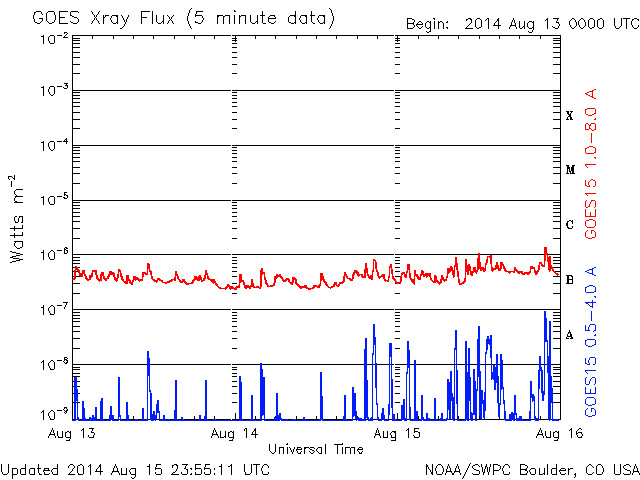 GOES Xray Flux (5 minute data)
Begin: 2014 Aug 13 0000 UTC
10⁻²
10⁻³
10⁻⁴
10⁻⁵
10⁻⁶
10⁻⁷
10⁻⁸
10⁻⁹
Watts m⁻²
X
M
C
B
A
GOES15 1.0-8.0 A
GOES15 0.5-4.0 A
Aug 13
Aug 14
Aug 15
Aug 16
Universal Time
Updated 2014 Aug 15 23:55:11 UTC
NOAA/SWPC Boulder, CO USA